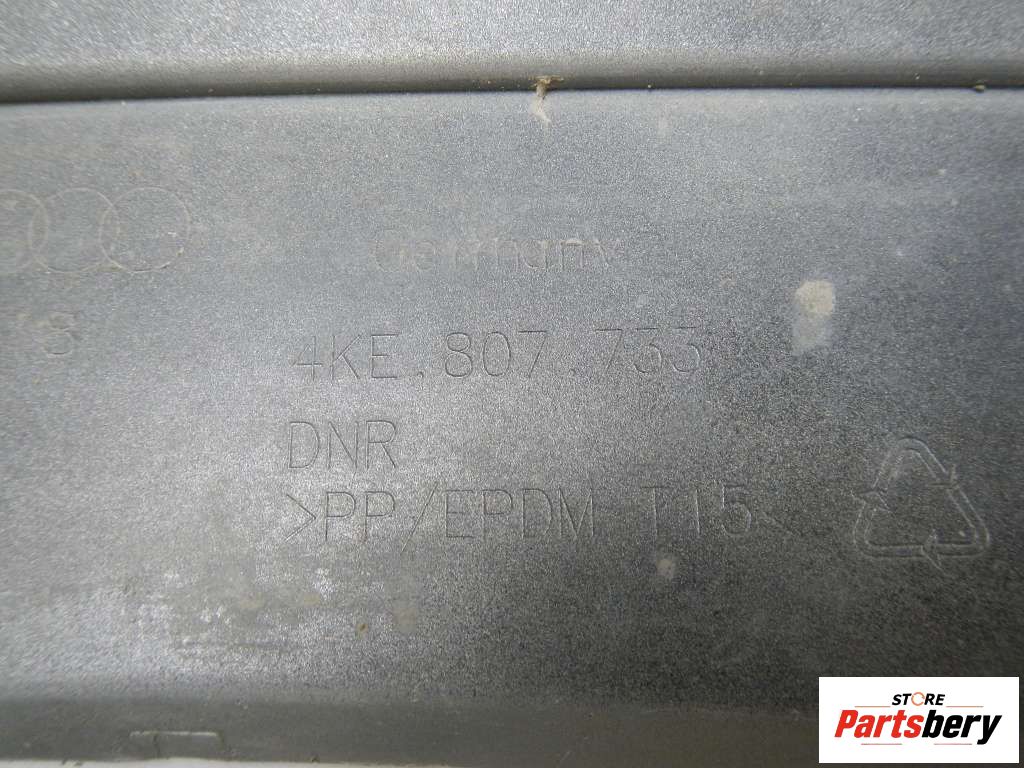 Germany
4KE.807.733
DNR
>PP/EPDM T15<
STORE
Partsbery